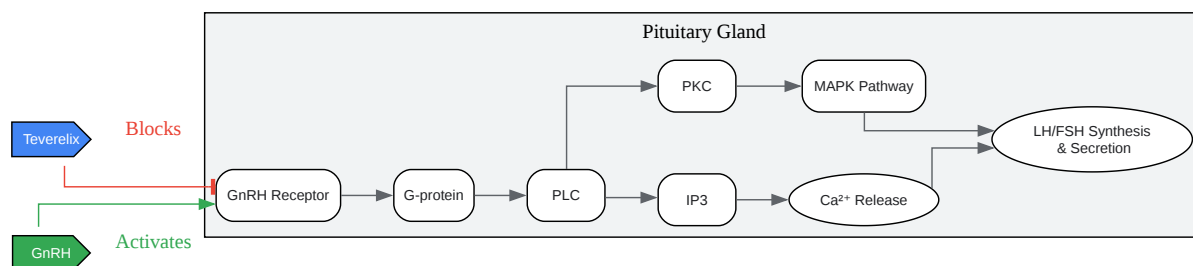 Pituitary Gland
PKC
MAPK Pathway
Teverelix
Blocks
LH/FSH Synthesis
& Secretion
GnRH Receptor
G-protein
PLC
IP3
Ca²⁺ Release
GnRH
Activates